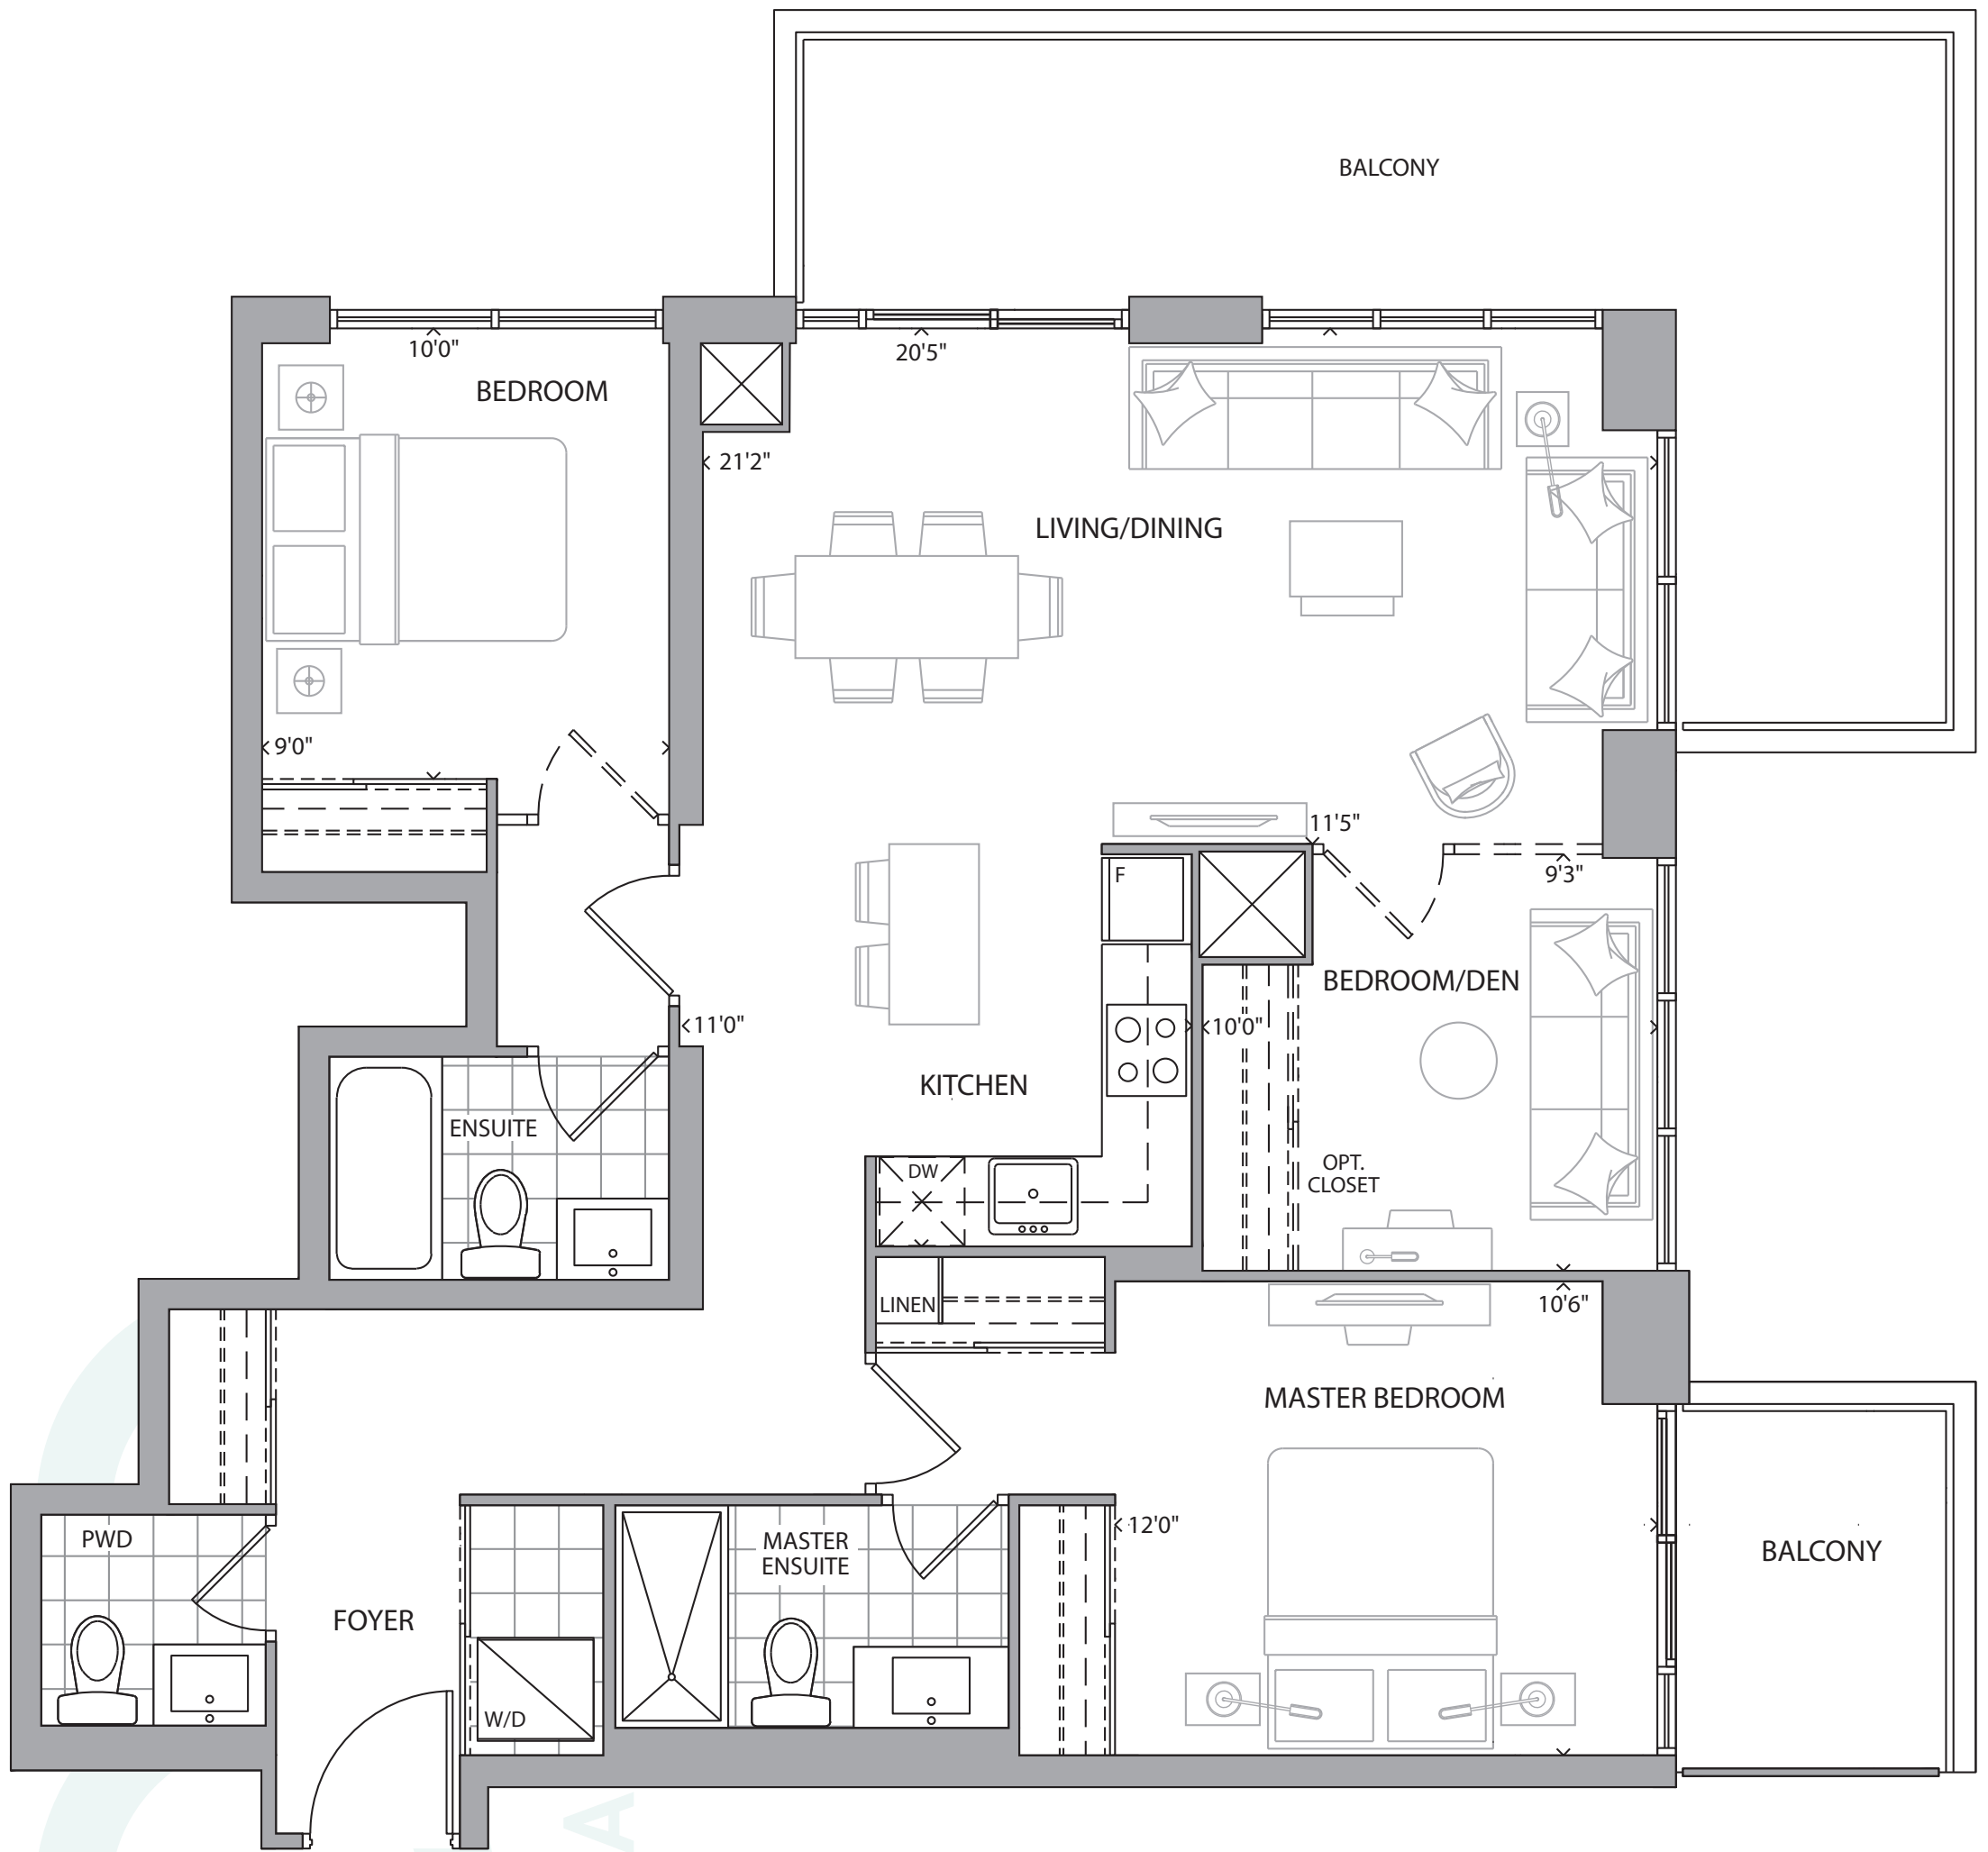 BALCONY
10'0"
20'5"
BEDROOM
21'2"
LIVING/DINING
9'0"
11'5"
F
9'3"
BEDROOM/DEN
11'0"
10'0"
KITCHEN
ENSUITE
DW
OPT.
CLOSET
LINEN
10'6"
MASTER BEDROOM
12'0"
PWD
MASTER
ENSUITE
BALCONY
FOYER
W/D
A